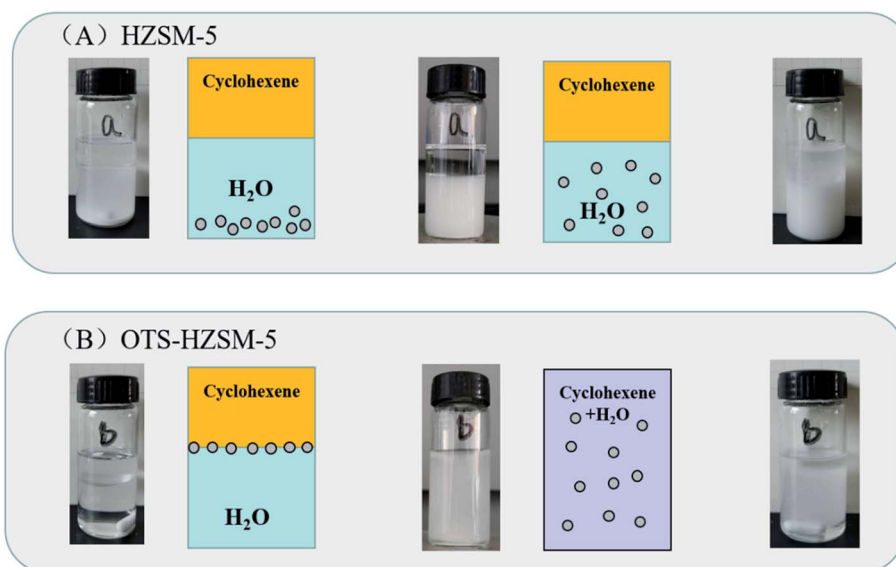 （A）HZSM-5
a
Cyclohexene
H₂O
a
Cyclohexene
H₂O
a
（B）OTS-HZSM-5
b
Cyclohexene
H₂O
b
Cyclohexene
+H₂O
b